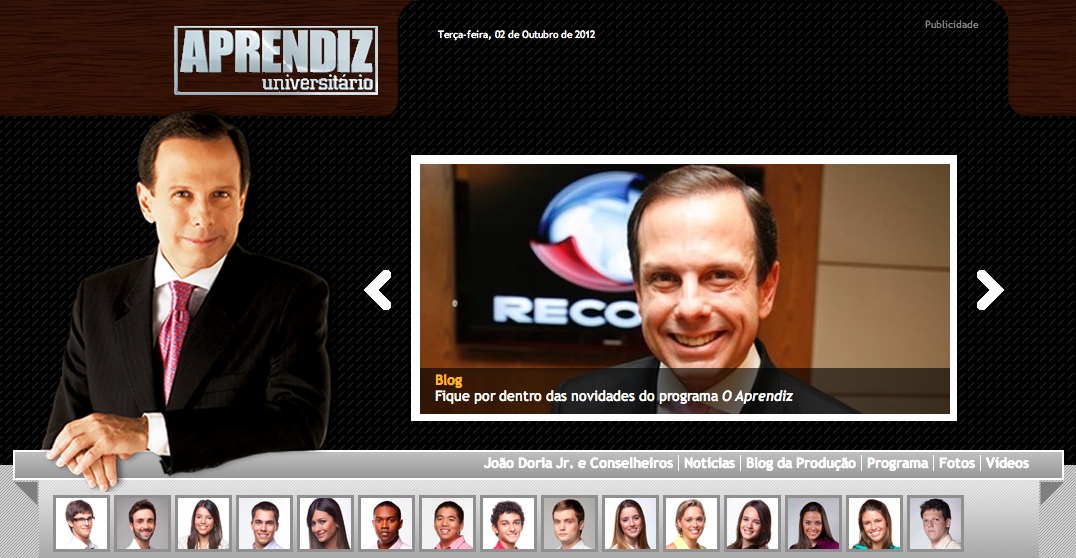 APRENDIZ
universitário
Terça-feira, 02 de Outubro de 2012
Publicidade
RECO
Blog
Fique por dentro das novidades do programa O Aprendiz
João Doria Jr. e Conselheiros | Notícias | Blog da Produção | Programa | Fotos | Vídeos